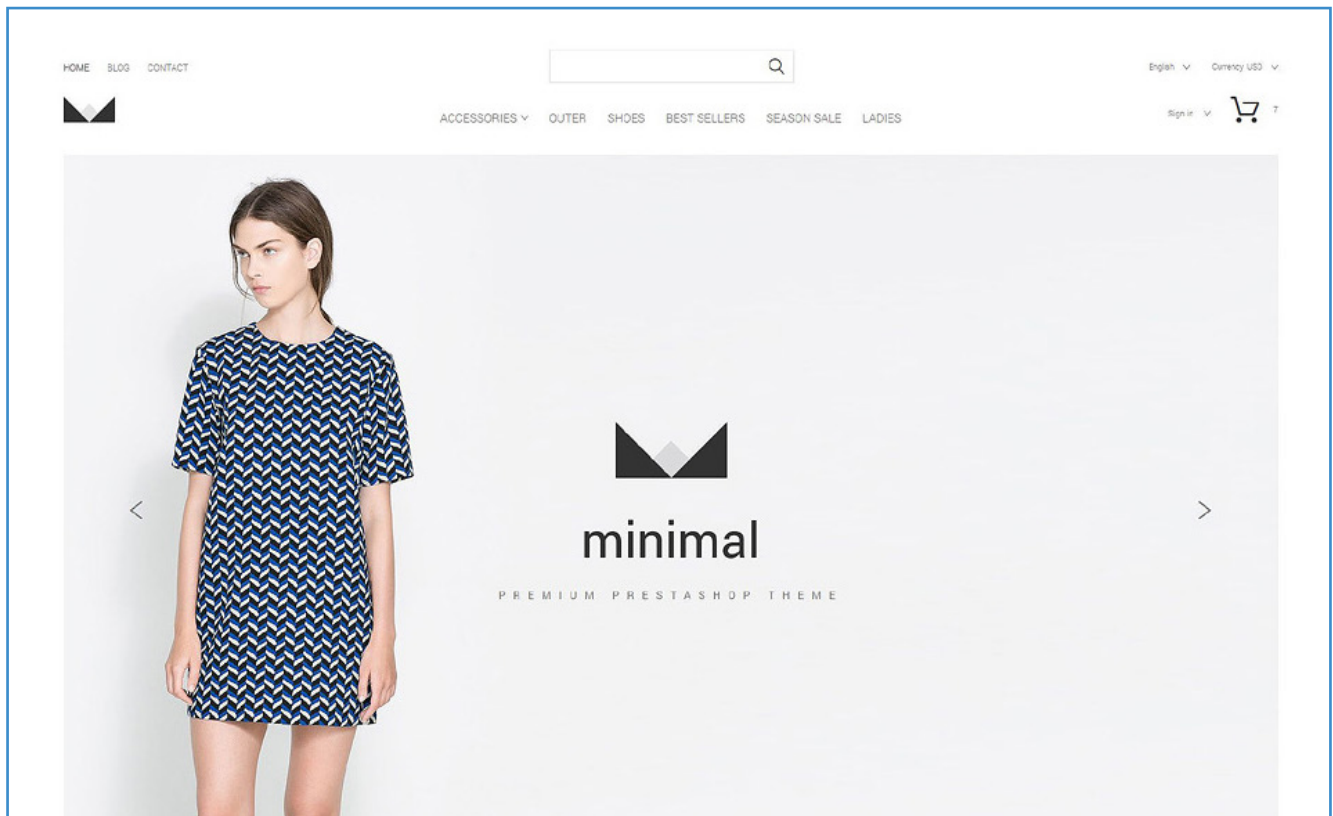 HOME BLOG CONTACT
English Currency USD
Sign in 7
ACCESSORIES OUTER SHOES BEST SELLERS SEASON SALE LADIES
minimal
PREMIUM PRESTASHOP THEME